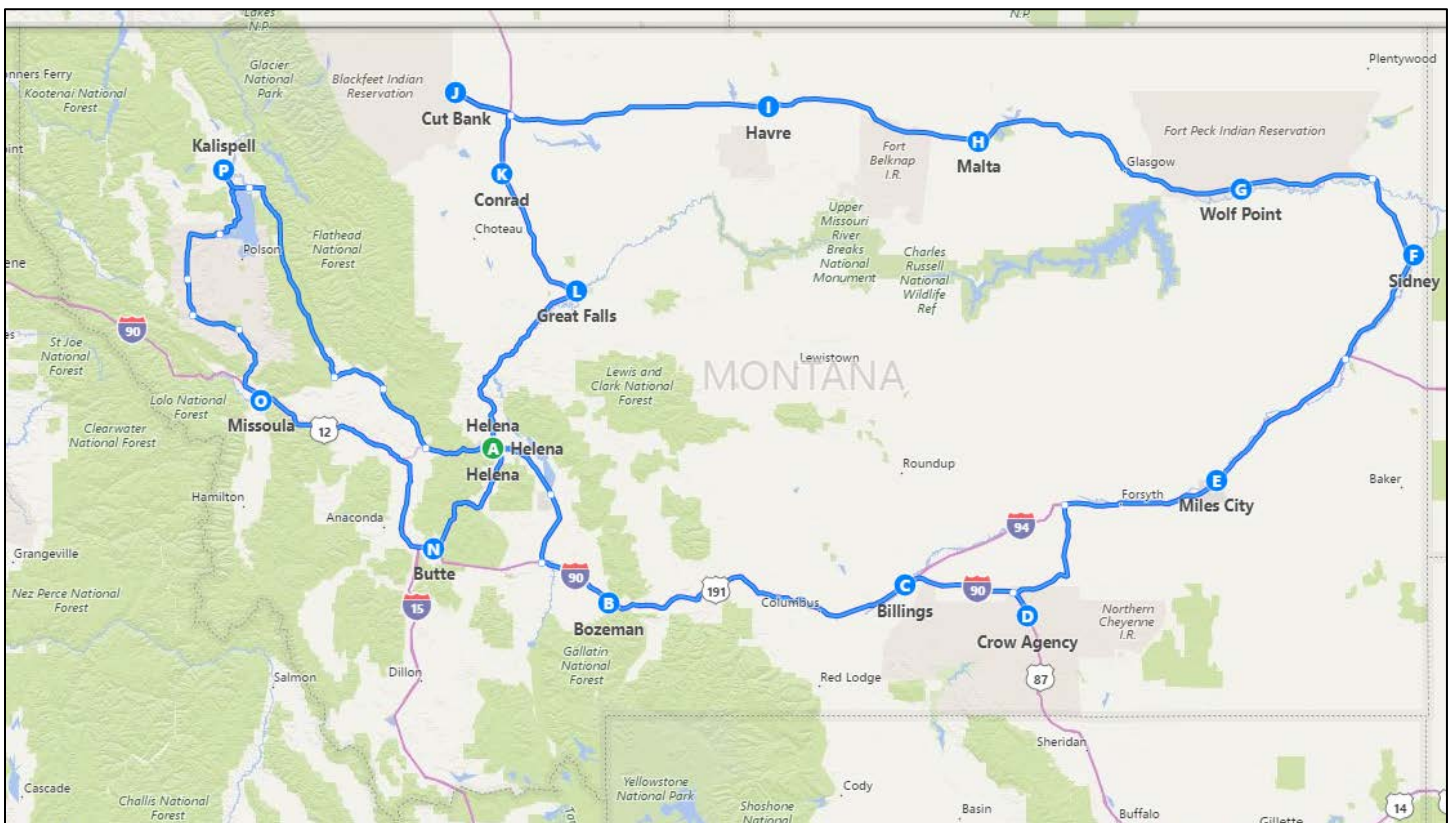 Lakes
N.P.
N.P.
Plentywood
onners Ferry
Kootenai National
Forest
Glacier
National
Park
Blackfeet Indian
Reservation
J
Cut Bank
I
Havre
Fort Peck Indian Reservation
Kalispell
P
Fort
Belknap
I.R.
H
Malta
Glasgow
oint
K
Conrad
G
Wolf Point
Choteau
Upper
Missouri
River
Breaks
National
Monument
Flathead
National
Forest
Polson
Charles
Russell
National
Wildlife
Ref
F
Sidney
ene
L
Great Falls
90
es
St Joe
National
Forest
Lewistown
MONTANA
Lewis and
Clark National
Forest
Lolo National
Forest
O
Missoula
12
Clearwater
National Forest
Helena
A
Helena
Helena
Roundup
Baker
E
Miles City
Forsyth
Hamilton
Anaconda
94
Grangeville
N
Butte
90
Nez Perce National
Forest
15
B
Bozeman
191
Columbus
C
Billings
90
D
Crow Agency
Northern
Cheyenne
I.R.
Gallatin
National
Forest
Dillon
Salmon
Red Lodge
87
Sheridan
Cascade
Challis National
Forest
Yellowstone
National Park
Cody
Shoshone
National
Basin
Buffalo
Gillette
14